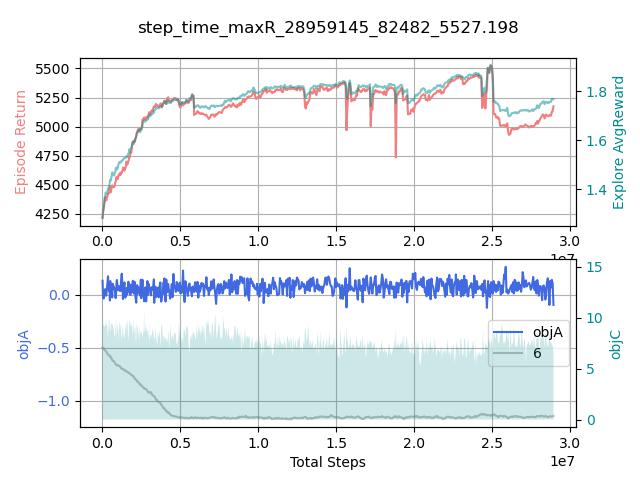 step_time_maxR_28959145_82482_5527.198
5500
5250
5000
4750
4500
4250
Episode Return
1.8
1.6
1.4
Explore AvgReward
0.0 0.5 1.0 1.5 2.0 2.5 3.0
1e7
0.0
−0.5
−1.0
objA
15
10
5
0
objC
objA
6
0.0 0.5 1.0 1.5 2.0 2.5 3.0
Total Steps
1e7